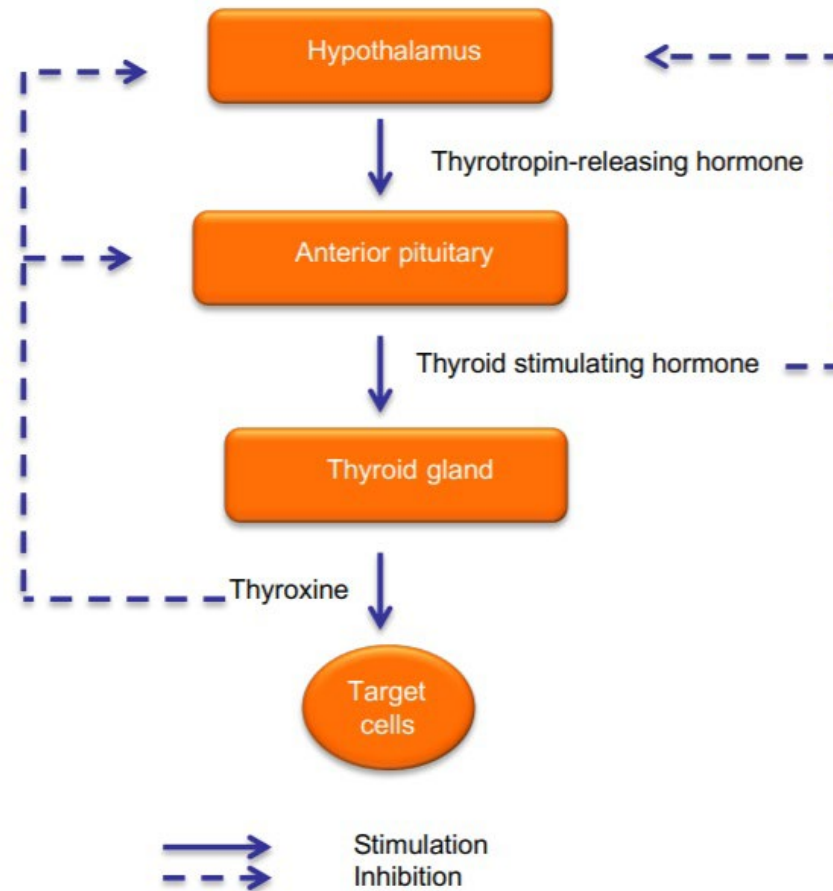 Hypothalamus
Thyrotropin-releasing hormone
Anterior pituitary
Thyroid stimulating hormone
Thyroid gland
Thyroxine
Target
cells
Stimulation
Inhibition